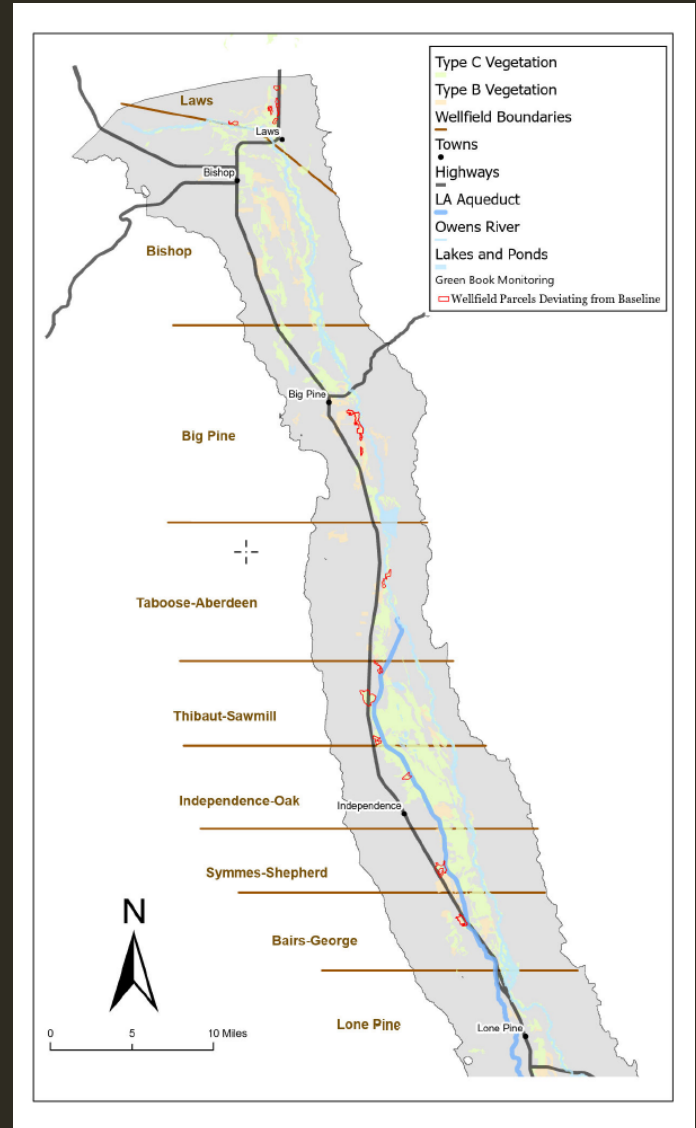 Type C Vegetation
Type B Vegetation
Wellfield Boundaries
Towns
Highways
LA Aqueduct
Owens River
Lakes and Ponds
Green Book Monitoring
Wellfield Parcels Deviating from Baseline
Laws
Laws
Bishop
Bishop
Big Pine
Big Pine
Taboose-Aberdeen
Thibaut-Sawmill
Independence-Oak
Independence
Symmes-Shepherd
N
Bairs-George
Lone Pine
Lone Pine
0 5 10 Miles